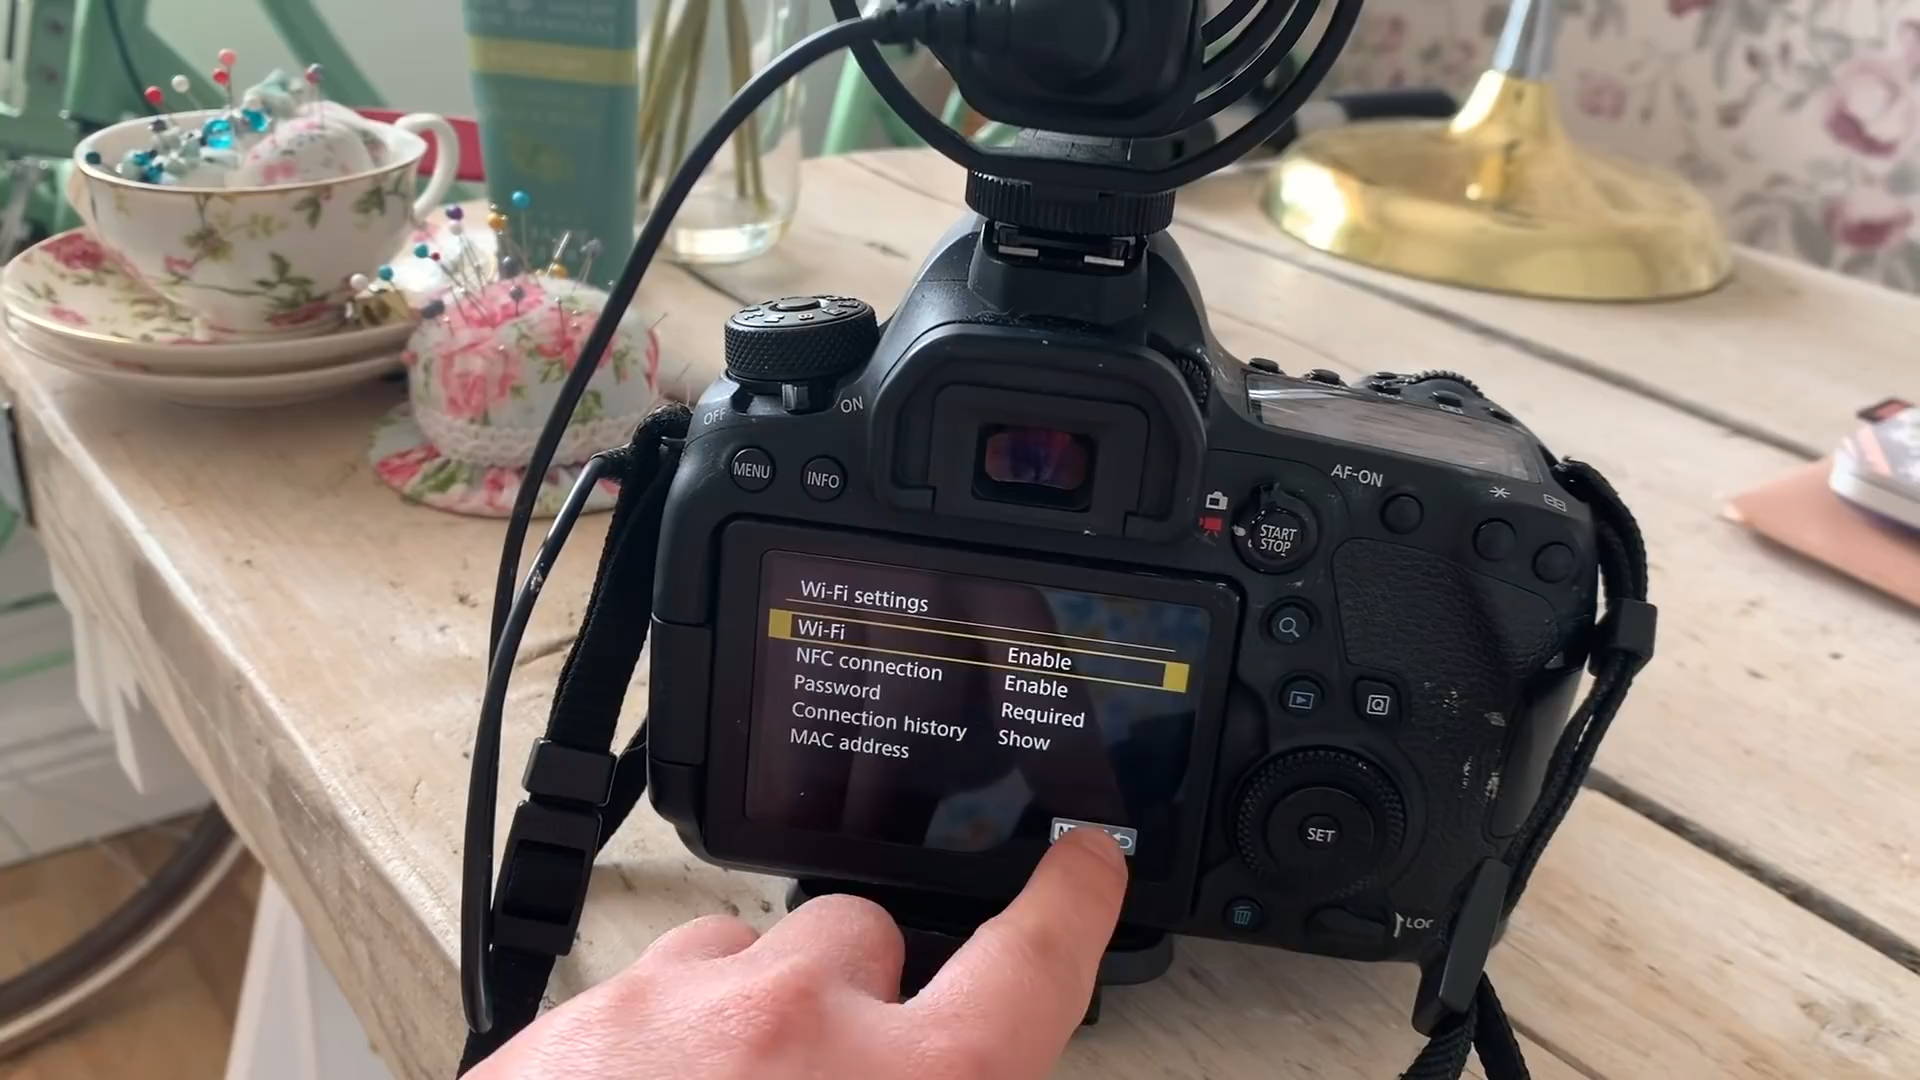 OFF
ON
MENU
INFO
AF-ON
START
STOP
Wi-Fi settings
Wi-Fi Enable
NFC connection Enable
Password Required
Connection history Show
MAC address
Q
SET